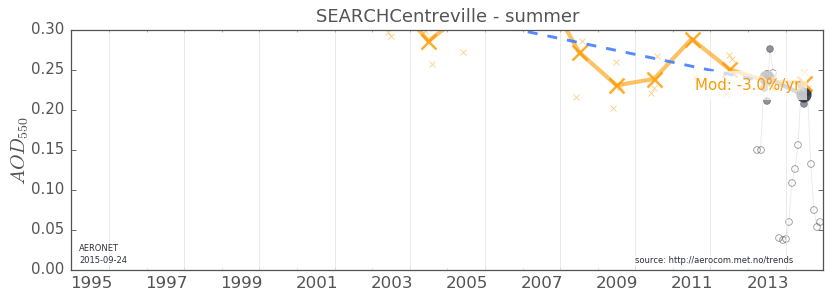 SEARCHCentreville - summer
0.30
0.25
0.20
0.15
0.10
0.05
0.00
AOD550
Mod: -3.0%/yr
AERONET
2015-09-24
source: http://aerocom.met.no/trends
1995 1997 1999 2001 2003 2005 2007 2009 2011 2013